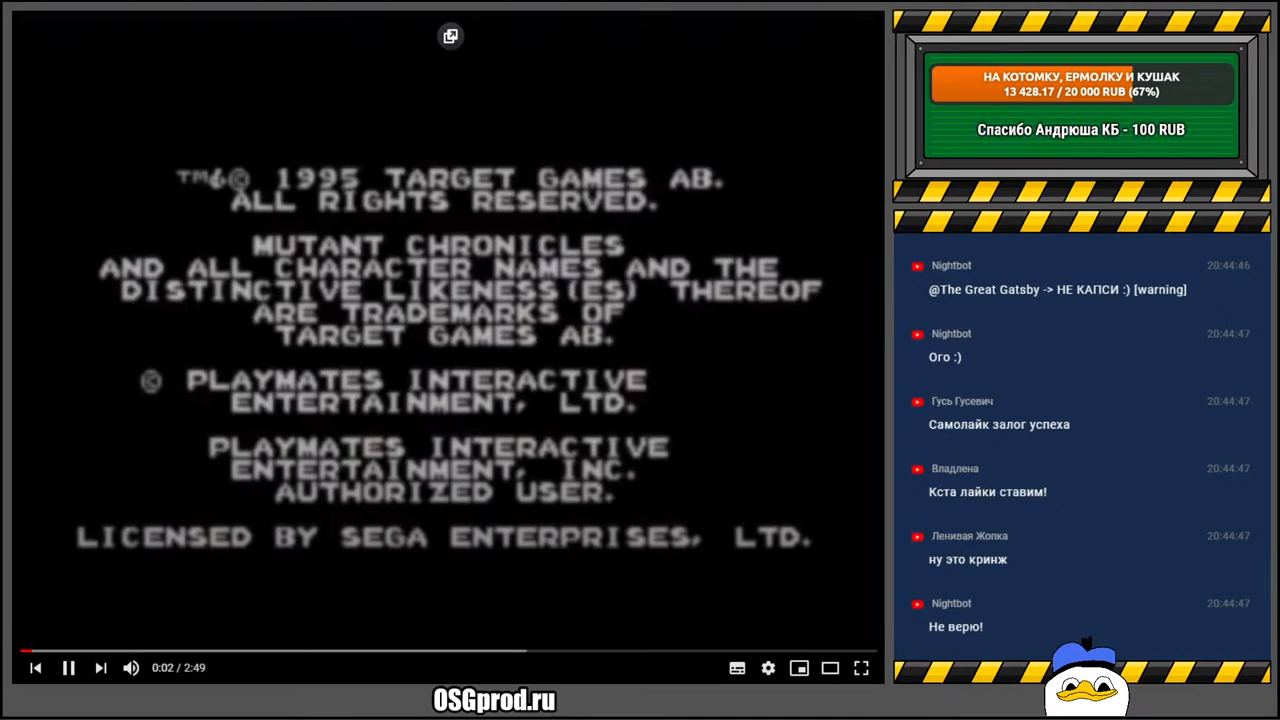 ™&© 1995 TARGET GAMES AB.
ALL RIGHTS RESERVED.
MUTANT CHRONICLES
AND ALL CHARACTER NAMES AND THE
DISTINCTIVE LIKENESS(ES) THEREOF
ARE TRADEMARKS OF
TARGET GAMES AB.
© PLAYMATES INTERACTIVE
ENTERTAINMENT, LTD.
PLAYMATES INTERACTIVE
ENTERTAINMENT, INC.
AUTHORIZED USER.
LICENSED BY SEGA ENTERPRISES, LTD.
0:02 / 2:49
OSGprod.ru
НА КОТОМКУ, ЕРМОЛКУ И КУШАК
13 428.17 / 20 000 RUB (67%)
Спасибо Андрюша КБ - 100 RUB
Nightbot 20:44:46
@The Great Gatsby -> НЕ КАПСИ :) [warning]
Nightbot 20:44:47
Ого :)
Гусь Гусевич 20:44:47
Самолайк залог успеха
Владлена 20:44:47
Кста лайки ставим!
Ленивая Жопка 20:44:47
ну это кринж
Nightbot 20:44:47
Не верю!